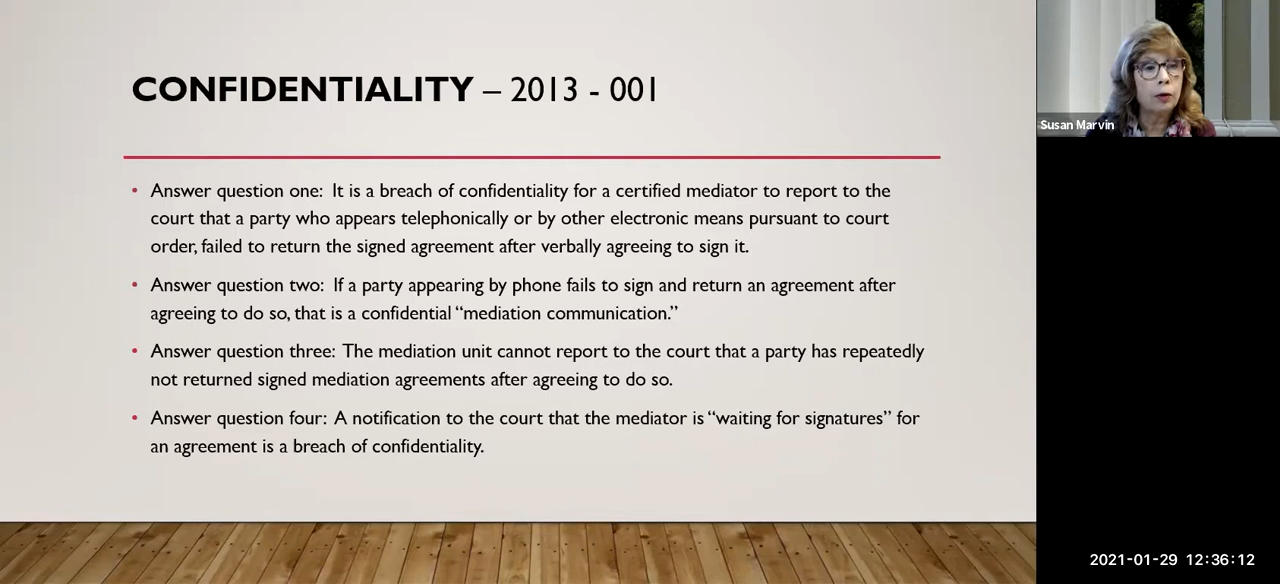 CONFIDENTIALITY – 2013 - 001
• Answer question one: It is a breach of confidentiality for a certified mediator to report to the
court that a party who appears telephonically or by other electronic means pursuant to court
order, failed to return the signed agreement after verbally agreeing to sign it.
• Answer question two: If a party appearing by phone fails to sign and return an agreement after
agreeing to do so, that is a confidential “mediation communication.”
• Answer question three: The mediation unit cannot report to the court that a party has repeatedly
not returned signed mediation agreements after agreeing to do so.
• Answer question four: A notification to the court that the mediator is “waiting for signatures” for
an agreement is a breach of confidentiality.
Susan Marvin
2021-01-29 12:36:12